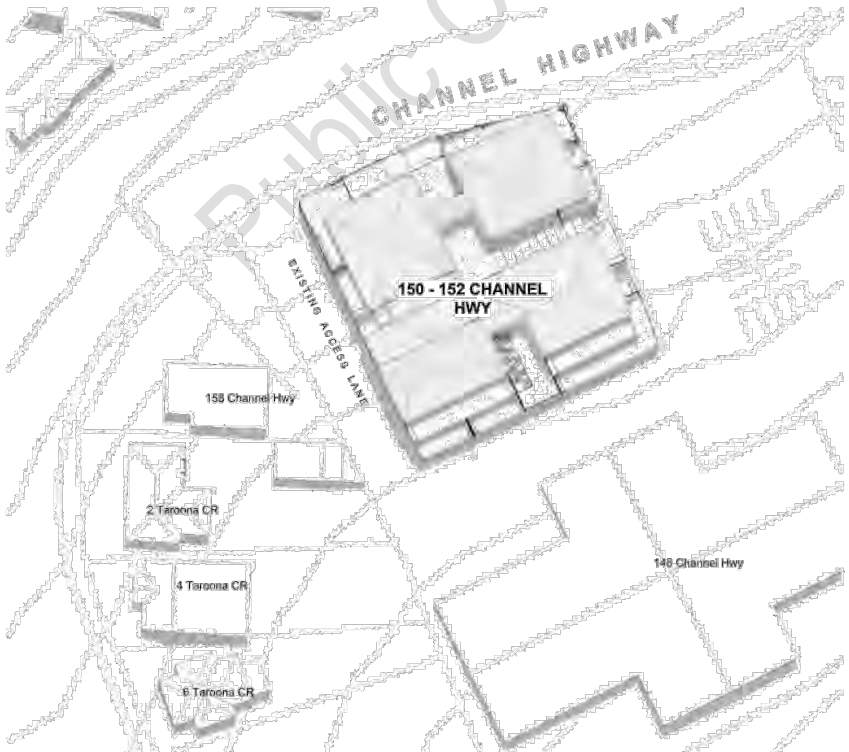 Public
CHANNEL HIGHWAY
EXISTING ACCESS LANE
150 - 152 CHANNEL
HWY
158 Channel Hwy
2 Taroona CR
148 Channel Hwy
4 Taroona CR
6 Taroona CR